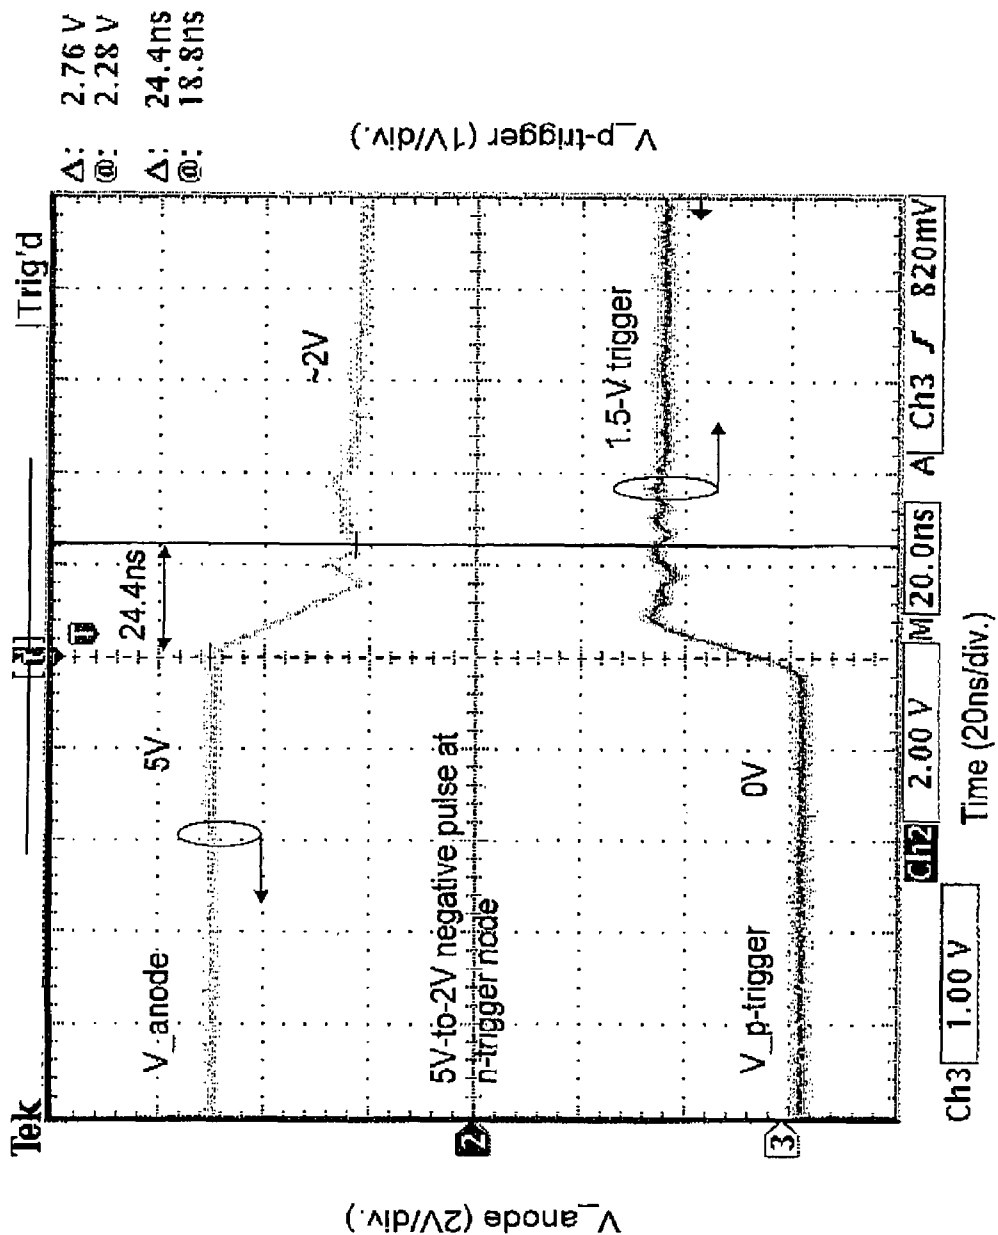 Tek
Trig'd
Δ: 2.76 V
@: 2.28 V
Δ: 24.4ns
@: 18.8ns
V_anode
5V
24.4ns
~2V
5V-to-2V negative pulse at
n-trigger node
V_p-trigger
0V
1.5-V trigger
2
3
V_anode (2V/div.)
V_p-trigger (1V/div.)
Ch2 2.00 V M 20.0ns A Ch3 820mV
Ch3 1.00 V
Time (20ns/div.)